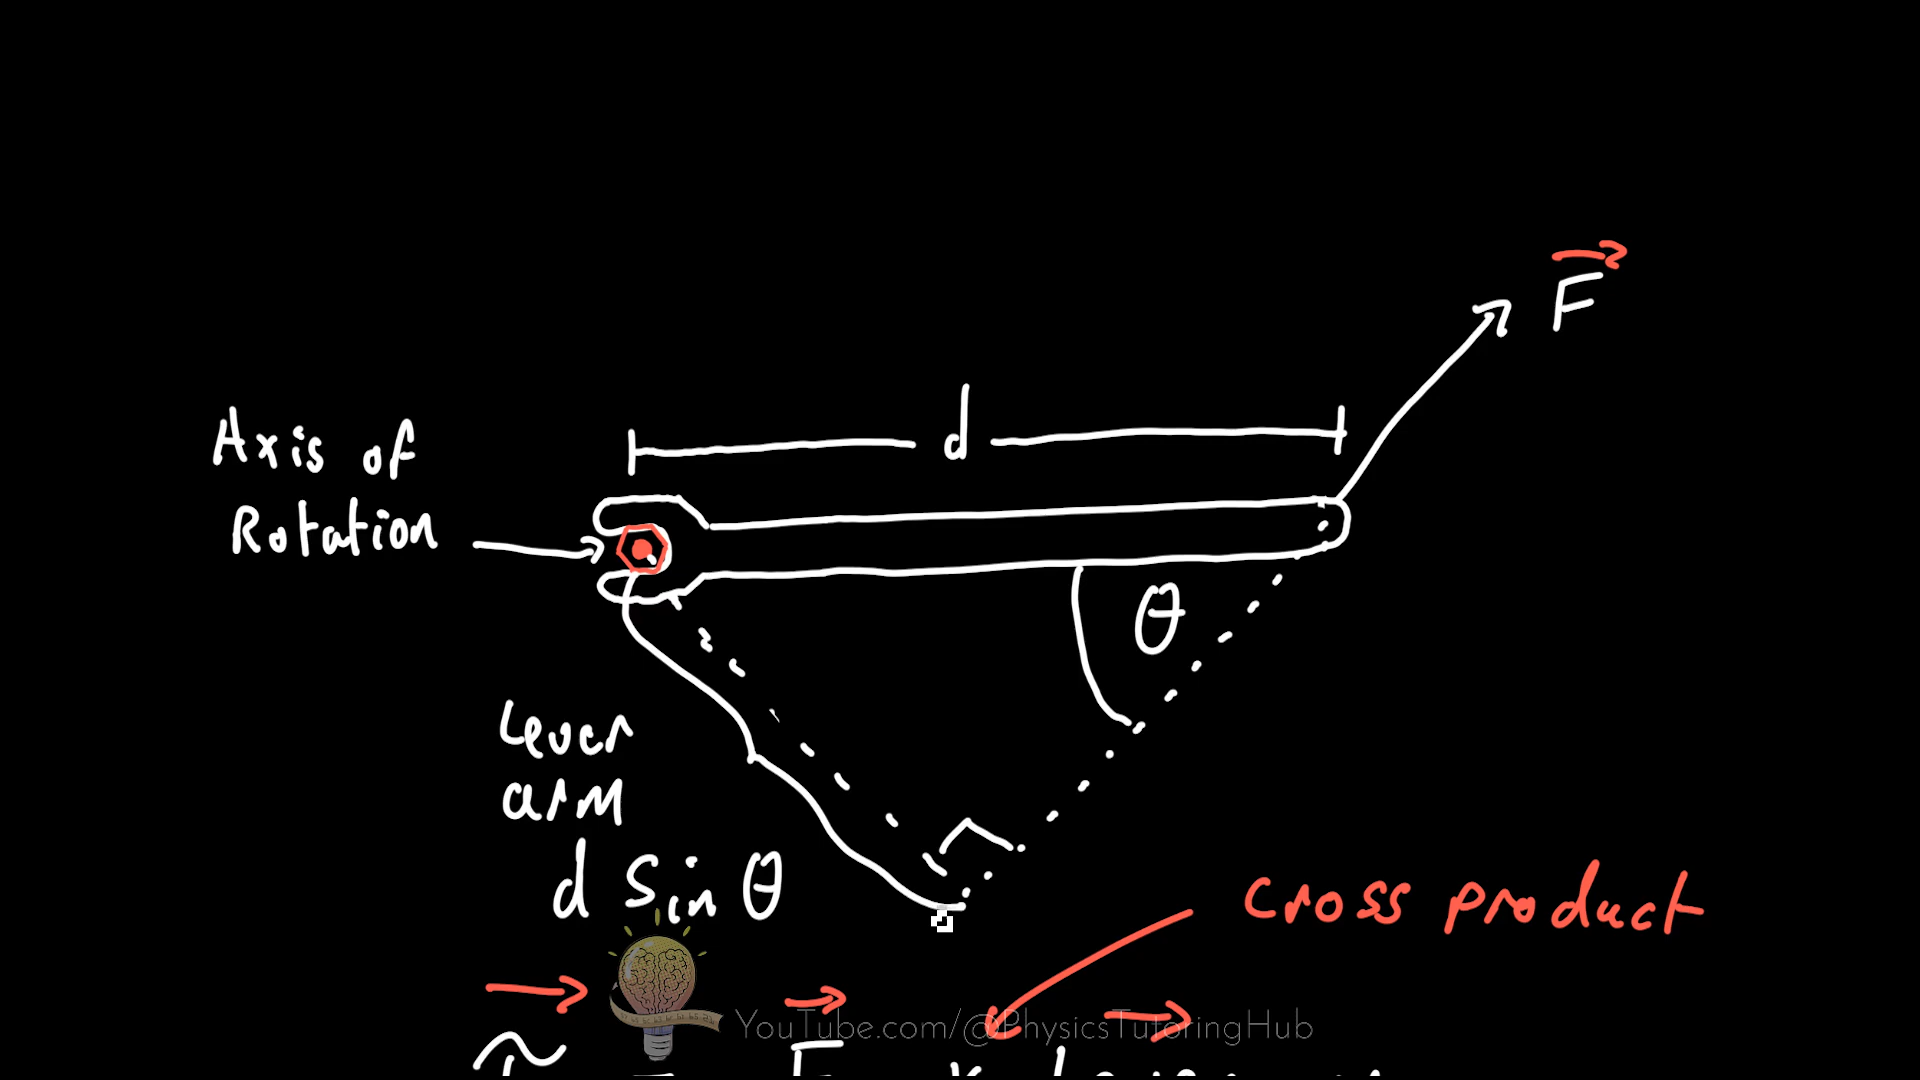 F
d
Axis of
Rotation
θ
Lever
arm
d Sin θ
cross product
YouTube.com/@PhysicsTutoringHub